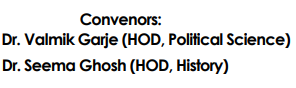 Convenors:
Dr. Valmik Garje (HOD, Political Science)
Dr. Seema Ghosh (HOD, History)